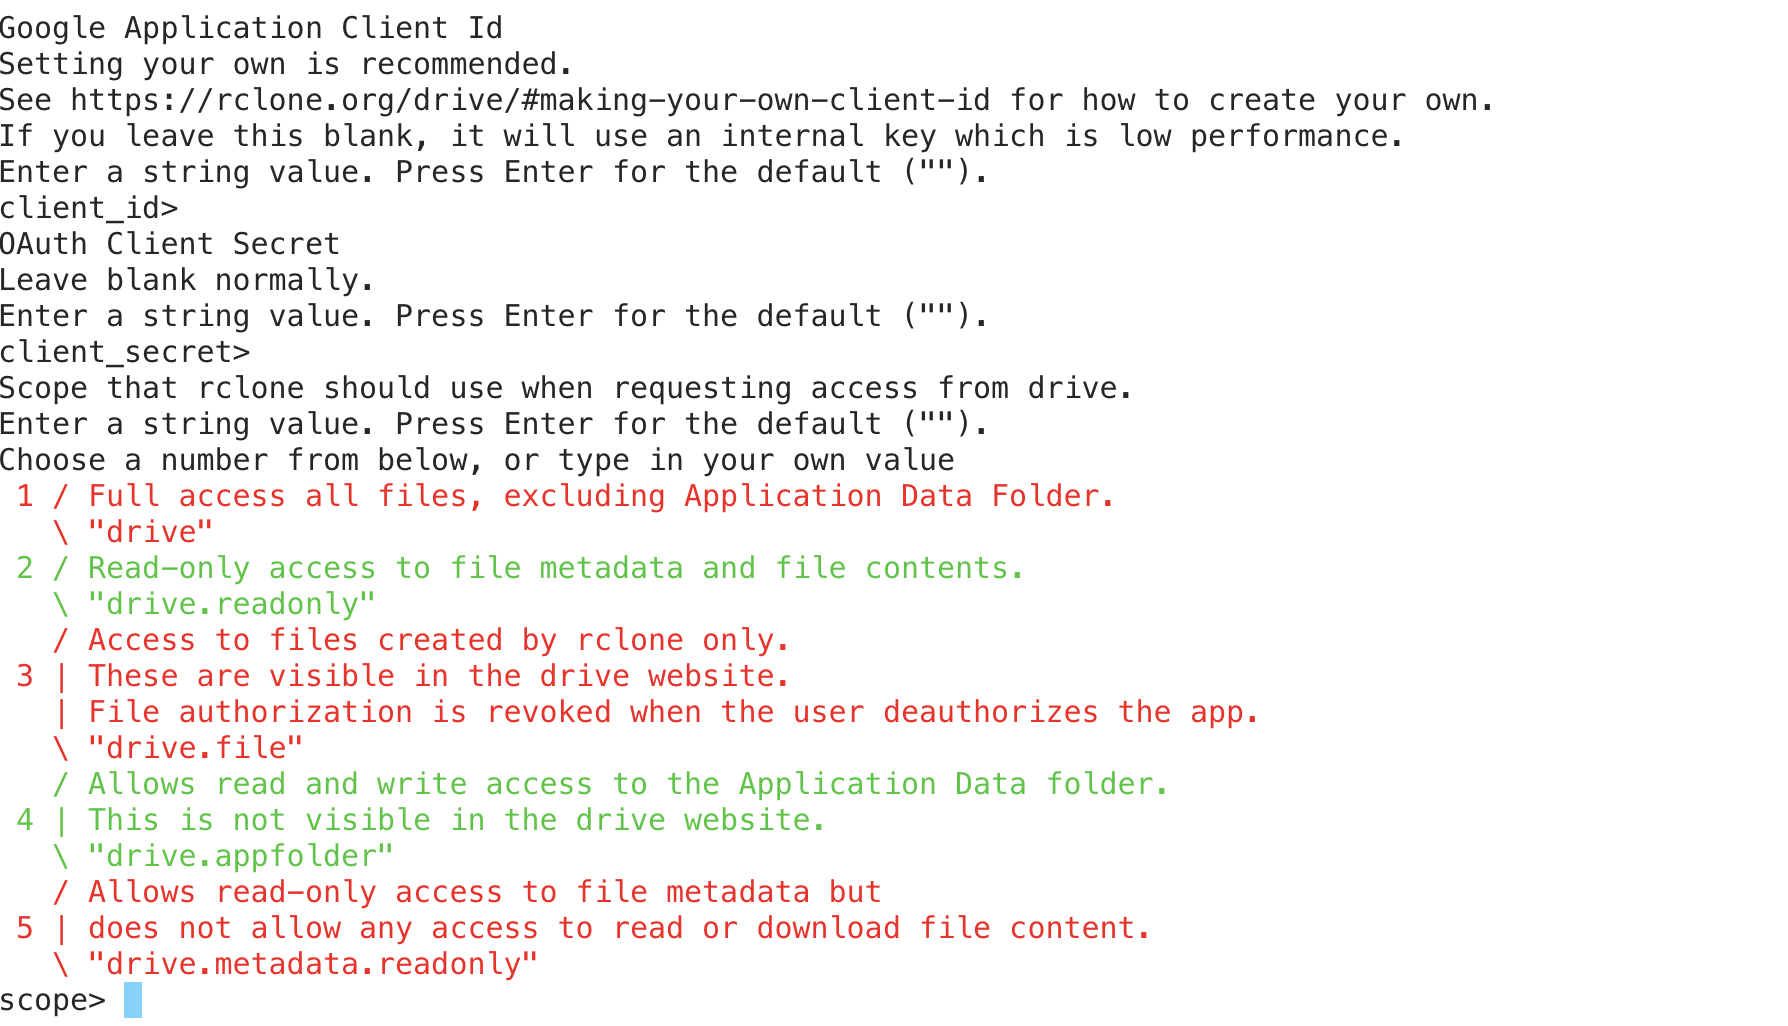 Google Application Client Id
Setting your own is recommended.
See https://rclone.org/drive/#making-your-own-client-id for how to create your own.
If you leave this blank, it will use an internal key which is low performance.
Enter a string value. Press Enter for the default ("").
client_id>
OAuth Client Secret
Leave blank normally.
Enter a string value. Press Enter for the default ("").
client_secret>
Scope that rclone should use when requesting access from drive.
Enter a string value. Press Enter for the default ("").
Choose a number from below, or type in your own value
 1 / Full access all files, excluding Application Data Folder.
   \ "drive"
 2 / Read-only access to file metadata and file contents.
   \ "drive.readonly"
   / Access to files created by rclone only.
 3 | These are visible in the drive website.
   | File authorization is revoked when the user deauthorizes the app.
   \ "drive.file"
   / Allows read and write access to the Application Data folder.
 4 | This is not visible in the drive website.
   \ "drive.appfolder"
   / Allows read-only access to file metadata but
 5 | does not allow any access to read or download file content.
   \ "drive.metadata.readonly"
scope>